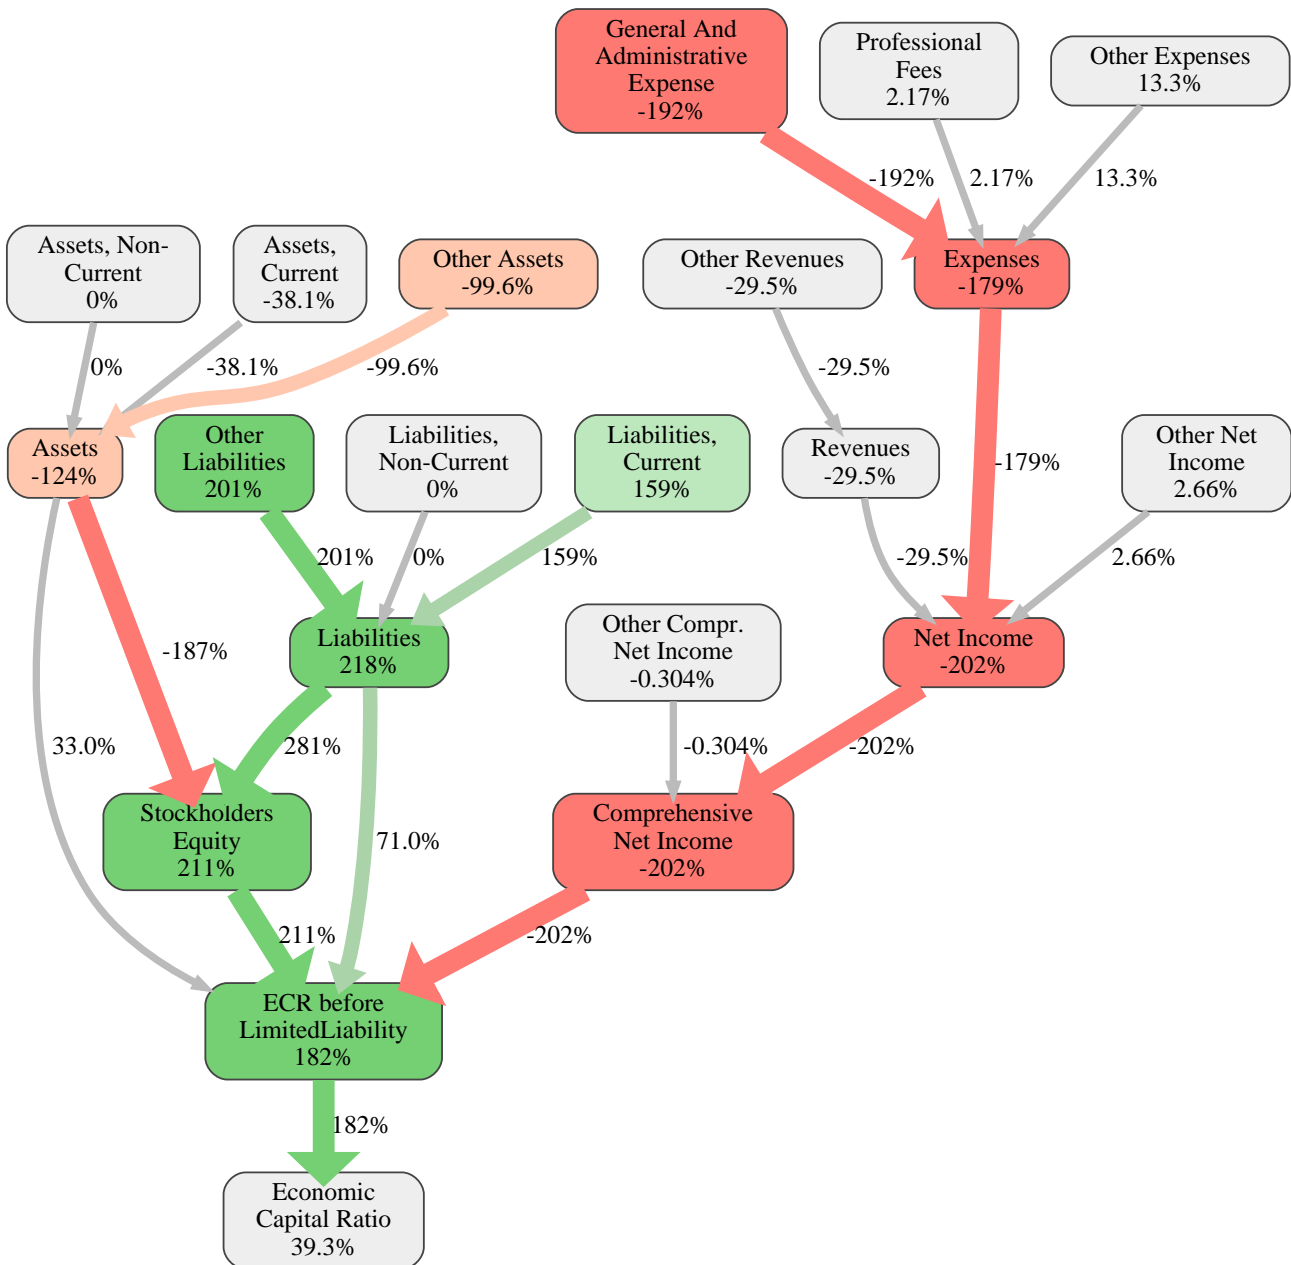 General And
Administrative
Expense
-192%
Professional
Fees
2.17%
Other Expenses
13.3%
-192%
2.17%
13.3%
Assets, Non-
Current
0%
Assets,
Current
-38.1%
Other Assets
-99.6%
Other Revenues
-29.5%
Expenses
-179%
0%
-38.1%
-99.6%
-29.5%
Assets
-124%
Other
Liabilities
201%
Liabilities,
Non-Current
0%
Liabilities,
Current
159%
Revenues
-29.5%
-179%
Other Net
Income
2.66%
201%
0%
159%
-29.5%
2.66%
Liabilities
218%
Other Compr.
Net Income
-0.304%
Net Income
-202%
-187%
33.0%
281%
-0.304%
-202%
Stockholders
Equity
211%
71.0%
Comprehensive
Net Income
-202%
211%
-202%
ECR before
LimitedLiability
182%
182%
Economic
Capital Ratio
39.3%